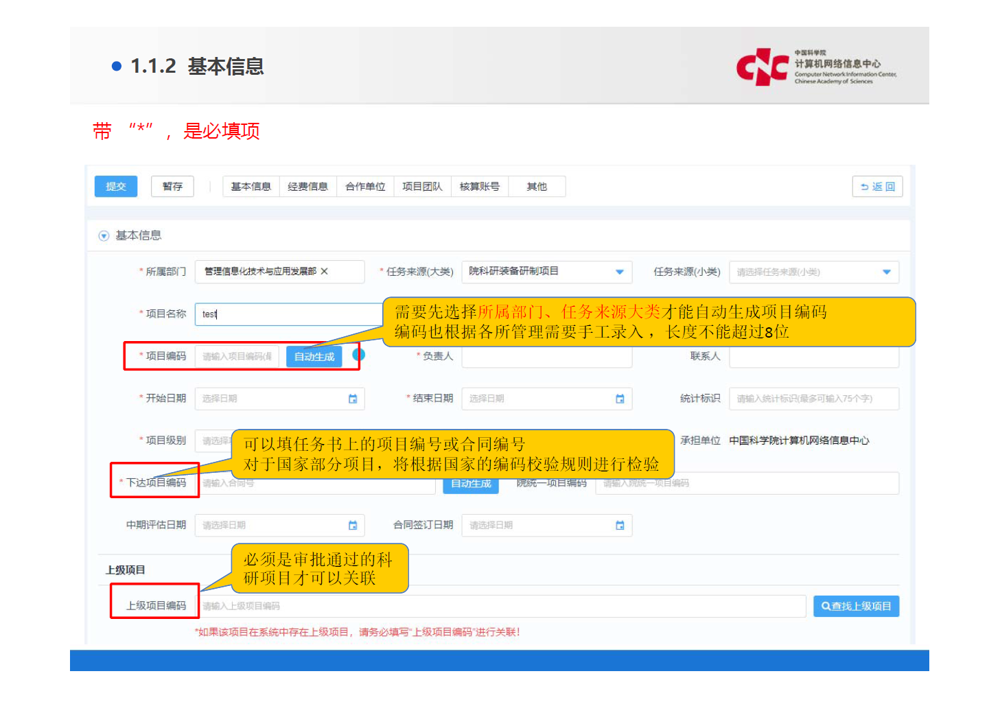 1.1.2 基本信息
中国科学院
计算机网络信息中心
Computer Network Information Center,
Chinese Academy of Sciences
带 “*”，是必填项
提交 暂存 基本信息 经费信息 合作单位 项目团队 核算账号 其他 返回
基本信息
* 所属部门 管理信息化技术与应用发展部 × * 任务来源(大类) 院科研装备研制项目 任务来源(小类) 请选择任务来源(小类)
* 项目名称 test
需要先选择所属部门、任务来源大类才能自动生成项目编码
编码也根据各所管理需要手工录入，长度不能超过8位
* 项目编码 请输入项目编码( 自动生成 * 负责人 联系人
* 开始日期 选择日期 * 结束日期 选择日期 统计标识 请输入统计标识(最多可输入75个字)
* 项目级别 请选择 承担单位 中国科学院计算机网络信息中心
可以填任务书上的项目编号或合同编号
对于国家部分项目，将根据国家的编码校验规则进行检验
* 下达项目编码 请输入合同号 自动生成 院统一项目编码 请输入院统一项目编码
中期评估日期 请选择日期 合同签订日期 请选择日期
必须是审批通过的科
研项目才可以关联
上级项目
上级项目编码 请输入上级项目编码 查找上级项目
*如果该项目在系统中存在上级项目，请务必填写“上级项目编码”进行关联！